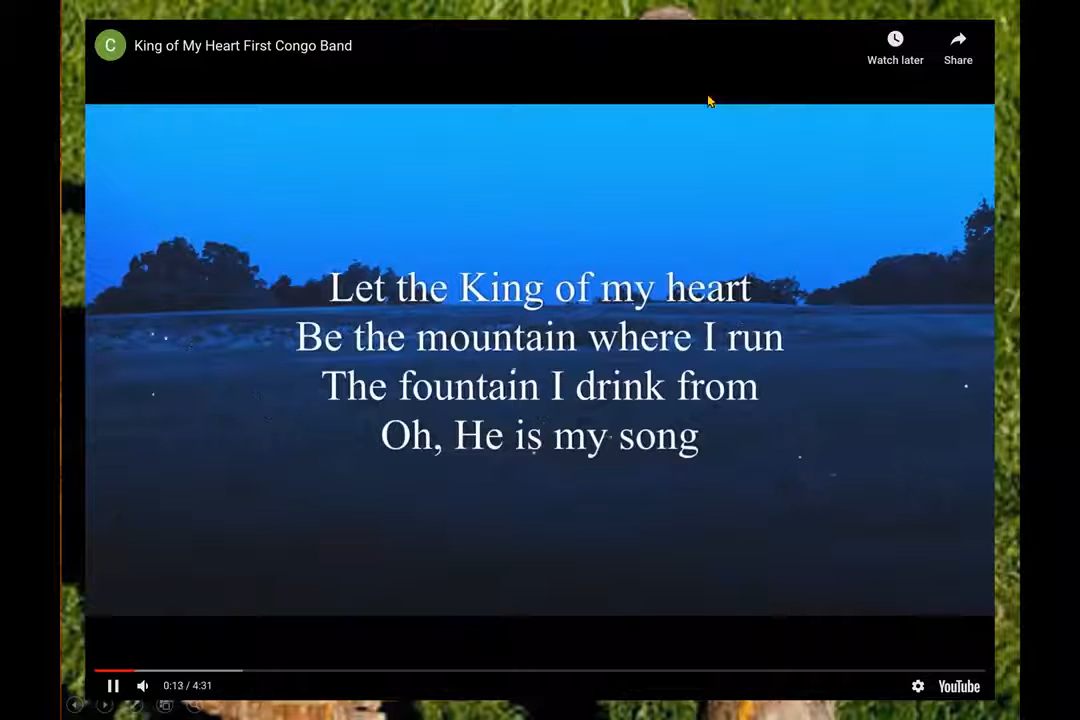 C
King of My Heart First Congo Band
Watch later
Share
Let the King of my heart
Be the mountain where I run
The fountain I drink from
Oh, He is my song
0:13 / 4:31
YouTube